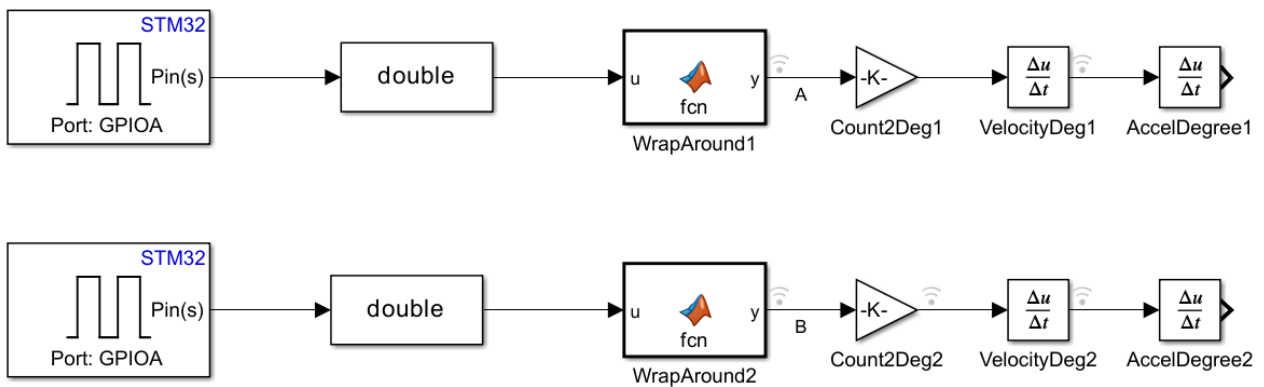 STM32
Pin(s)
Port: GPIOA
double
u
fcn
y
WrapAround1
A
-K-
Count2Deg1
Δu
Δt
VelocityDeg1
Δu
Δt
AccelDegree1
STM32
Pin(s)
Port: GPIOA
double
u
fcn
y
WrapAround2
B
-K-
Count2Deg2
Δu
Δt
VelocityDeg2
Δu
Δt
AccelDegree2